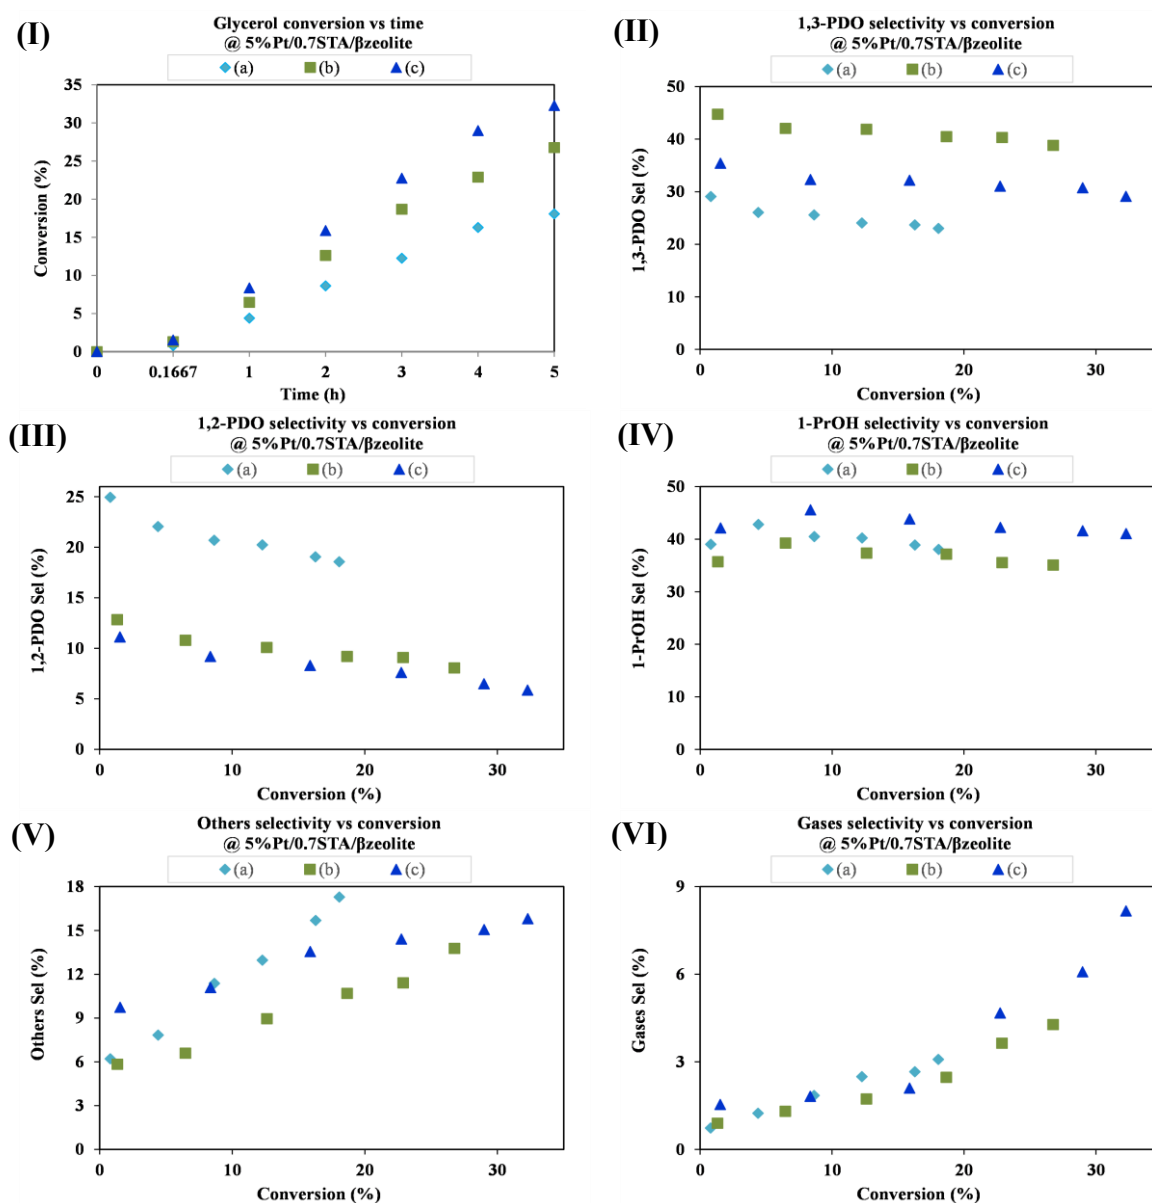 (I)
Glycerol conversion vs time
@ 5%Pt/0.7STA/βzeolite
(a) (b) (c)
35
30
25
20
15
10
5
0
Conversion (%)
0 0.1667 1 2 3 4 5
Time (h)
(II)
1,3-PDO selectivity vs conversion
@ 5%Pt/0.7STA/βzeolite
(a) (b) (c)
50
40
30
20
10
0
1,3-PDO Sel (%)
0 10 20 30
Conversion (%)
(III)
1,2-PDO selectivity vs conversion
@ 5%Pt/0.7STA/βzeolite
(a) (b) (c)
25
20
15
10
5
0
1,2-PDO Sel (%)
0 10 20 30
Conversion (%)
(IV)
1-PrOH selectivity vs conversion
@ 5%Pt/0.7STA/βzeolite
(a) (b) (c)
50
40
30
20
10
0
1-PrOH Sel (%)
0 10 20 30
Conversion (%)
(V)
Others selectivity vs conversion
@ 5%Pt/0.7STA/βzeolite
(a) (b) (c)
18
15
12
9
6
3
0
Others Sel (%)
0 10 20 30
Conversion (%)
(VI)
Gases selectivity vs conversion
@ 5%Pt/0.7STA/βzeolite
(a) (b) (c)
9
6
3
0
Gases Sel (%)
0 10 20 30
Conversion (%)